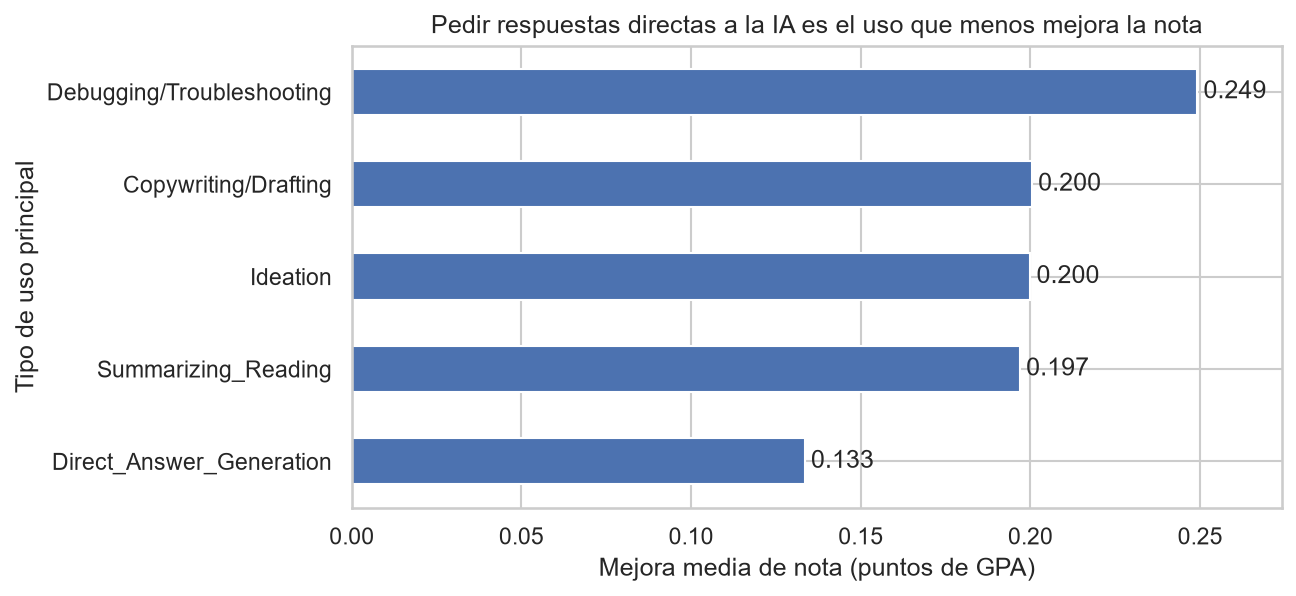 Pedir respuestas directas a la IA es el uso que menos mejora la nota
Tipo de uso principal
Debugging/Troubleshooting
0.249
Copywriting/Drafting
0.200
Ideation
0.200
Summarizing_Reading
0.197
Direct_Answer_Generation
0.133
0.00 0.05 0.10 0.15 0.20 0.25
Mejora media de nota (puntos de GPA)